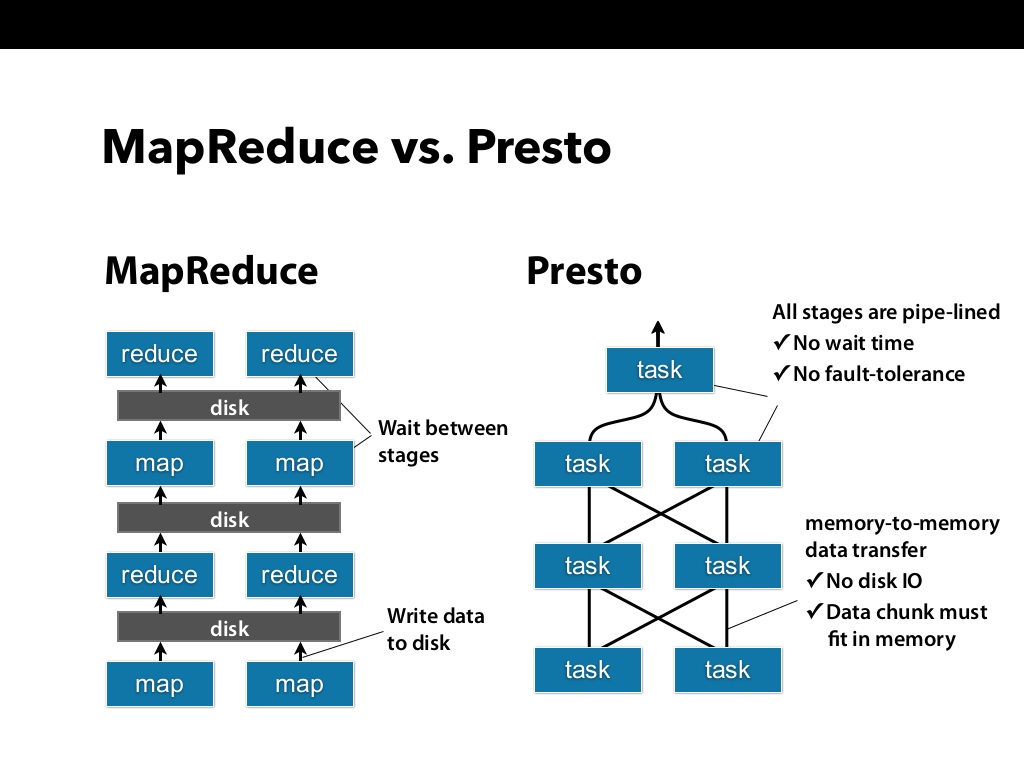 MapReduce vs. Presto
MapReduce
reduce
reduce
disk
map
map
disk
reduce
reduce
disk
map
map
Wait between
stages
Write data
to disk
Presto
task
task
task
task
task
task
task
All stages are pipe-lined
✓No wait time
✓No fault-tolerance
memory-to-memory
data transfer
✓No disk IO
✓Data chunk must
fit in memory